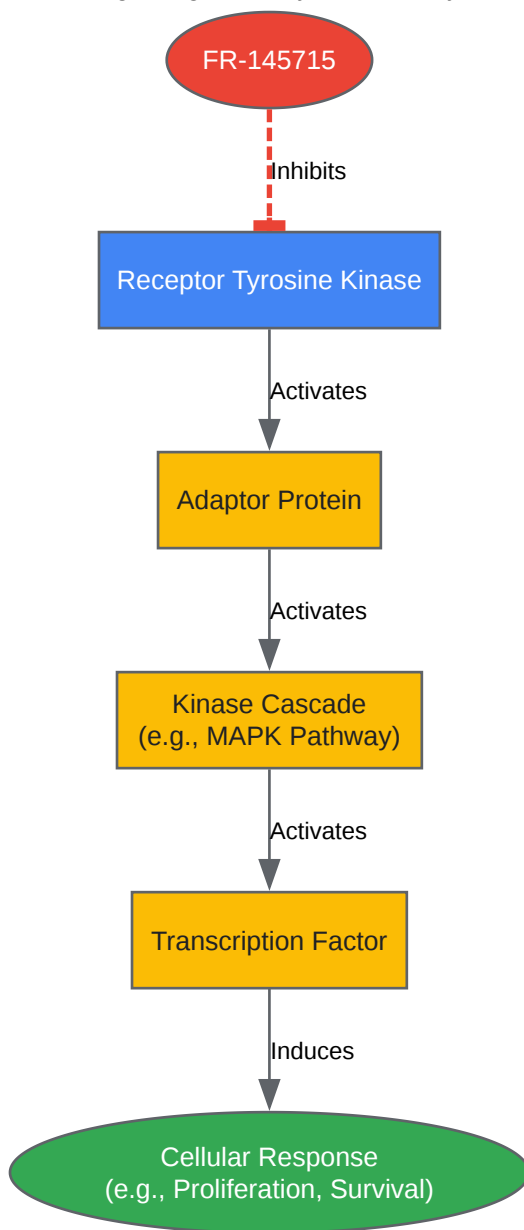 FR-145715
Inhibits
Receptor Tyrosine Kinase
Activates
Adaptor Protein
Activates
Kinase Cascade
(e.g., MAPK Pathway)
Activates
Transcription Factor
Induces
Cellular Response
(e.g., Proliferation, Survival)